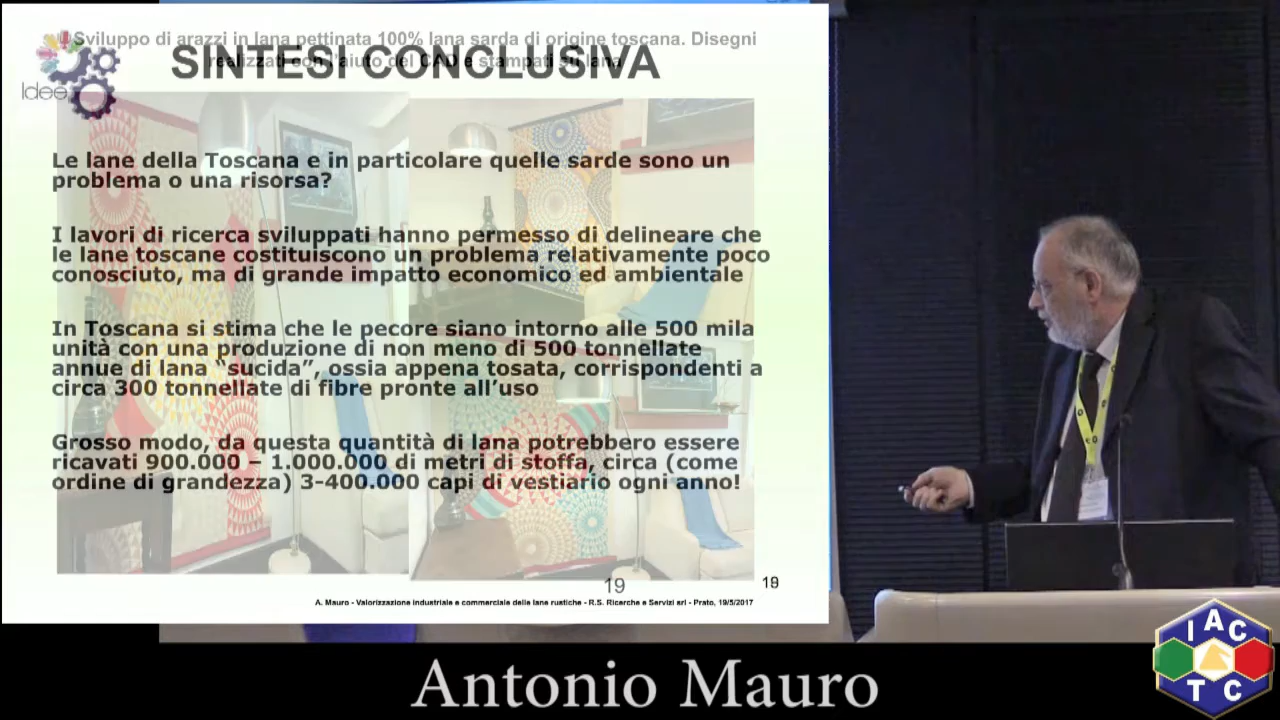 Sviluppo di arazzi in lana pettinata 100% lana sarda di origine toscana. Disegni
realizzati con l'aiuto del CAD e stampati su lana
SINTESI CONCLUSIVA
Idee
Le lane della Toscana e in particolare quelle sarde sono un
problema o una risorsa?
I lavori di ricerca sviluppati hanno permesso di delineare che
le lane toscane costituiscono un problema relativamente poco
conosciuto, ma di grande impatto economico ed ambientale
In Toscana si stima che le pecore siano intorno alle 500 mila
unità con una produzione di non meno di 500 tonnellate
annue di lana "sucida", ossia appena tosata, corrispondenti a
circa 300 tonnellate di fibre pronte all'uso
Grosso modo, da questa quantità di lana potrebbero essere
ricavati 900.000 – 1.000.000 di metri di stoffa, circa (come
ordine di grandezza) 3-400.000 capi di vestiario ogni anno!
19
A. Mauro - Valorizzazione industriale e commerciale delle lane rustiche - R.S. Ricerche e Servizi srl - Prato, 19/5/2017
Antonio Mauro
I A C
T C